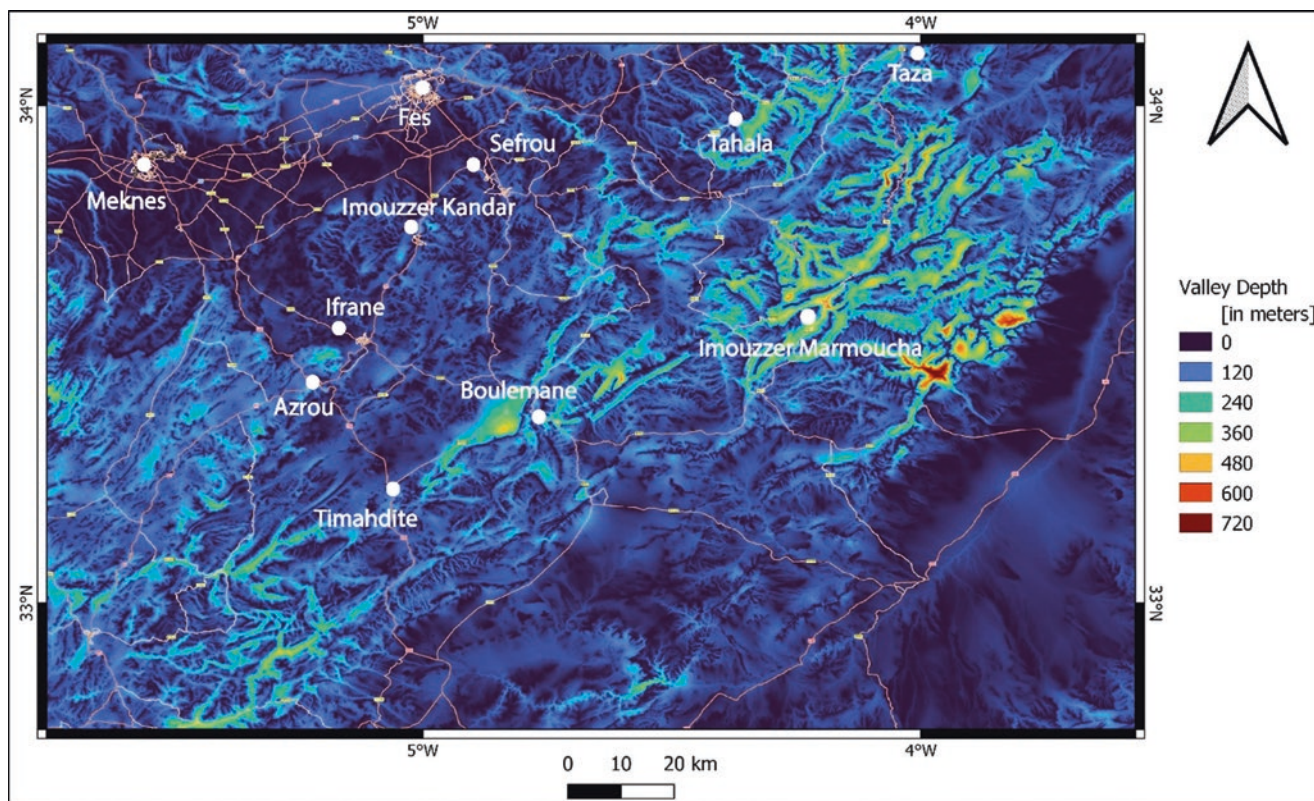 5°W
4°W
Taza
34°N
34°N
Fes
Tahala
Sefrou
Meknes
Imouzzer Kandar
Valley Depth
[in meters]
Ifrane
0
Imouzzer Marmoucha
120
Azrou
Boulemane
240
360
480
600
Timahdite
720
33°N
33°N
5°W
4°W
0
10
20 km